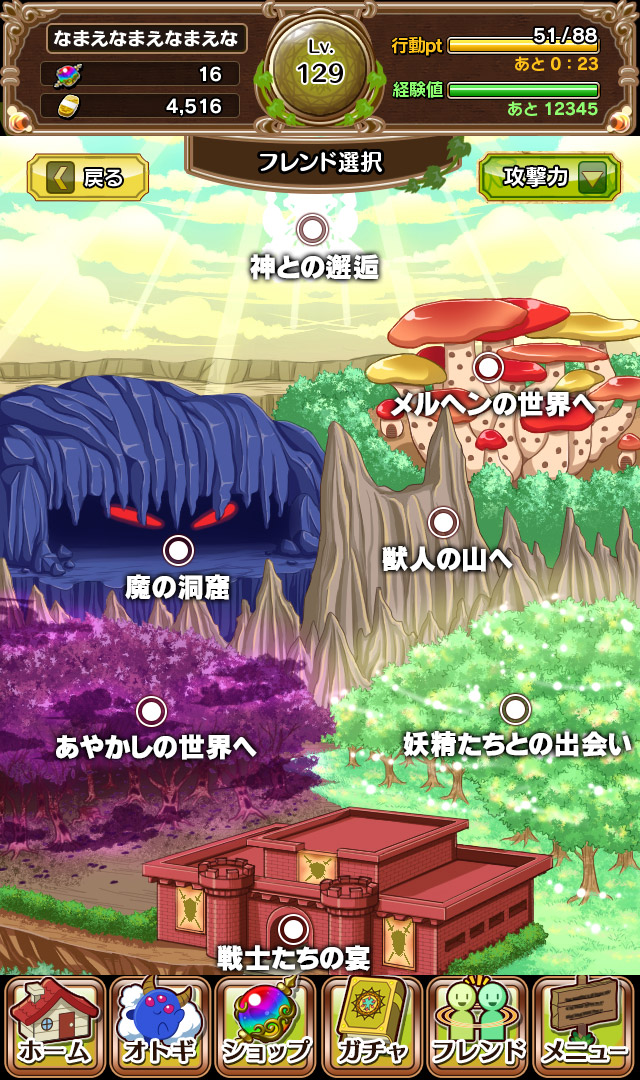 なまえなまえなまえな
16
4,516
Lv.
129
行動pt 51/88
あと0:23
経験値
あと 12345
フレンド選択
戻る
攻撃力
神との邂逅
メルヘンの世界へ
獣人の山へ
魔の洞窟
あやかしの世界へ
妖精たちとの出会い
戦士たちの宴
ホーム
オトギ
ショップ
ガチャ
フレンド
メニュー